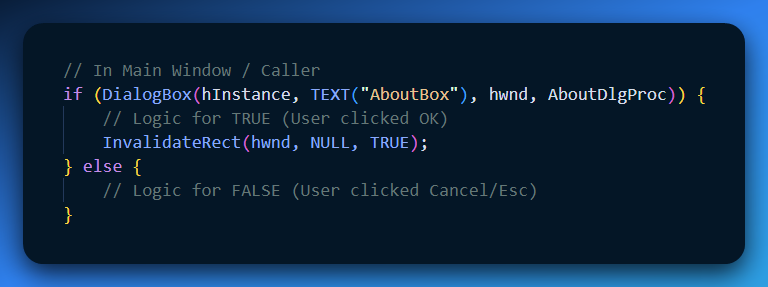 // In Main Window / Caller
if (DialogBox(hInstance, TEXT("AboutBox"), hwnd, AboutDlgProc)) {
    // Logic for TRUE (User clicked OK)
    InvalidateRect(hwnd, NULL, TRUE);
} else {
    // Logic for FALSE (User clicked Cancel/Esc)
}